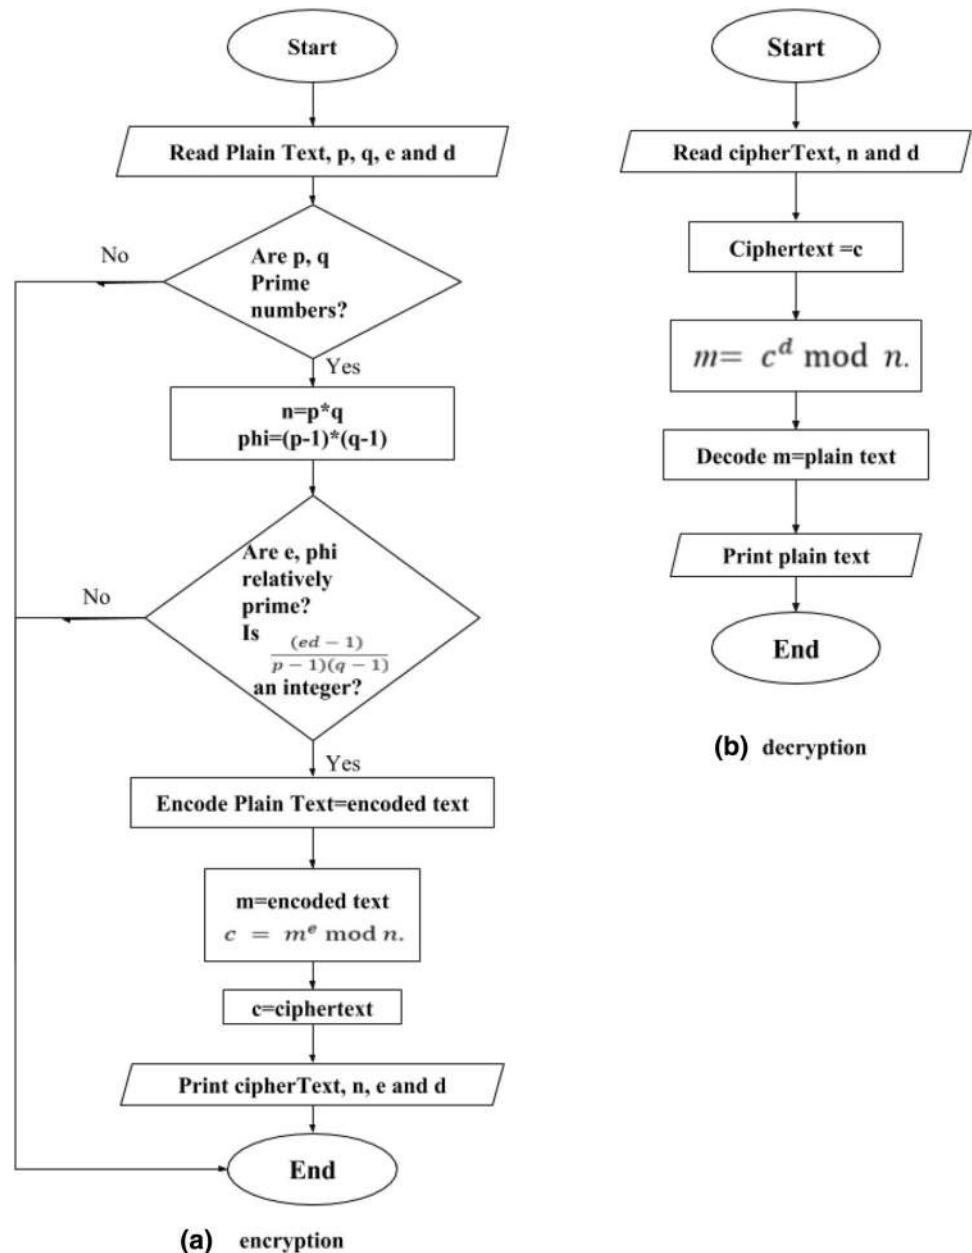 Start
Read Plain Text, p, q, e and d
No
Are p, q
Prime
numbers?
Yes
n=p*q
phi=(p-1)*(q-1)
No
Are e, phi
relatively
prime?
Is
(ed − 1)
p − 1)(q − 1)
an integer?
Yes
Encode Plain Text=encoded text
m=encoded text
c = mᵉ mod n.
c=ciphertext
Print cipherText, n, e and d
End
(a) encryption
Start
Read cipherText, n and d
Ciphertext =c
m= cᵈ mod n.
Decode m=plain text
Print plain text
End
(b) decryption